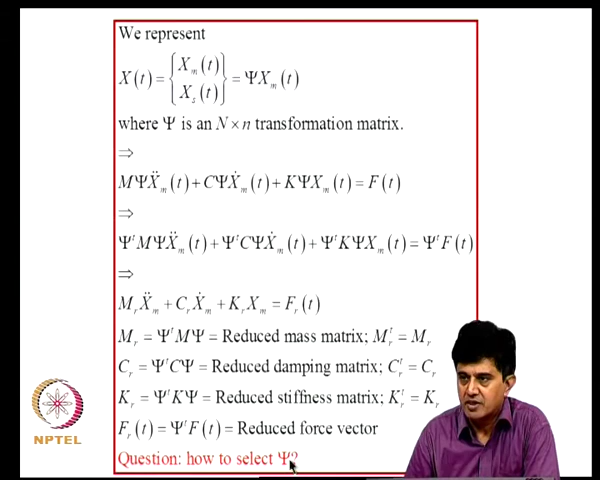 We represent
X(t) = { X_m(t) X_s(t) } = ΨX_m(t)
where Ψ is an N × n transformation matrix.
⇒
MΨẌ_m(t) + CΨẊ_m(t) + KΨX_m(t) = F(t)
⇒
Ψ^t MΨẌ_m(t) + Ψ^t CΨẊ_m(t) + Ψ^t KΨX_m(t) = Ψ^t F(t)
⇒
M_r Ẍ_m + C_r Ẋ_m + K_r X_m = F_r(t)
M_r = Ψ^t MΨ = Reduced mass matrix; M_r^t = M_r
C_r = Ψ^t CΨ = Reduced damping matrix; C_r^t = C_r
K_r = Ψ^t KΨ = Reduced stiffness matrix; K_r^t = K_r
F_r(t) = Ψ^t F(t) = Reduced force vector
Question: how to select Ψ?
NPTEL